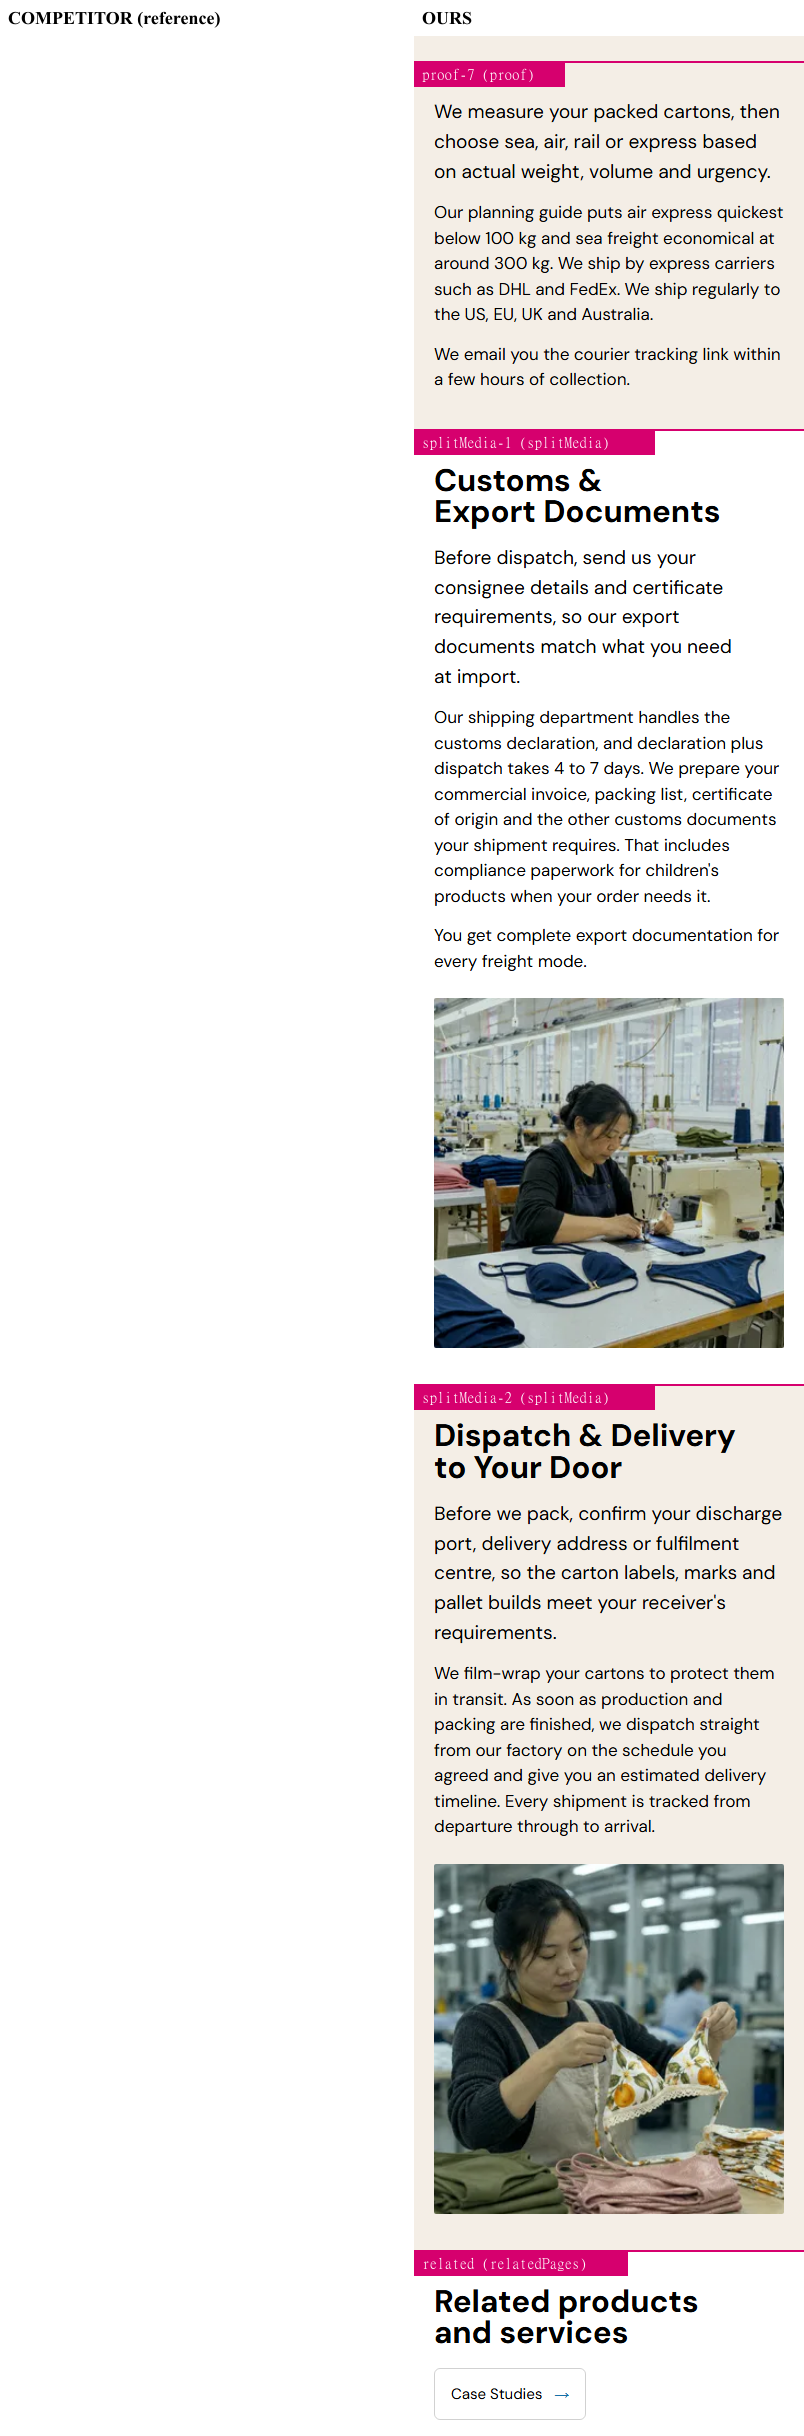 COMPETITOR (reference)
OURS
proof-7 (proof)
We measure your packed cartons, then
choose sea, air, rail or express based
on actual weight, volume and urgency.
Our planning guide puts air express quickest
below 100 kg and sea freight economical at
around 300 kg. We ship by express carriers
such as DHL and FedEx. We ship regularly to
the US, EU, UK and Australia.
We email you the courier tracking link within
a few hours of collection.
splitMedia-1 (splitMedia)
Customs &
Export Documents
Before dispatch, send us your
consignee details and certificate
requirements, so our export
documents match what you need
at import.
Our shipping department handles the
customs declaration, and declaration plus
dispatch takes 4 to 7 days. We prepare your
commercial invoice, packing list, certificate
of origin and the other customs documents
your shipment requires. That includes
compliance paperwork for children's
products when your order needs it.
You get complete export documentation for
every freight mode.
splitMedia-2 (splitMedia)
Dispatch & Delivery
to Your Door
Before we pack, confirm your discharge
port, delivery address or fulfilment
centre, so the carton labels, marks and
pallet builds meet your receiver's
requirements.
We film-wrap your cartons to protect them
in transit. As soon as production and
packing are finished, we dispatch straight
from our factory on the schedule you
agreed and give you an estimated delivery
timeline. Every shipment is tracked from
departure through to arrival.
related (relatedPages)
Related products
and services
Case Studies →